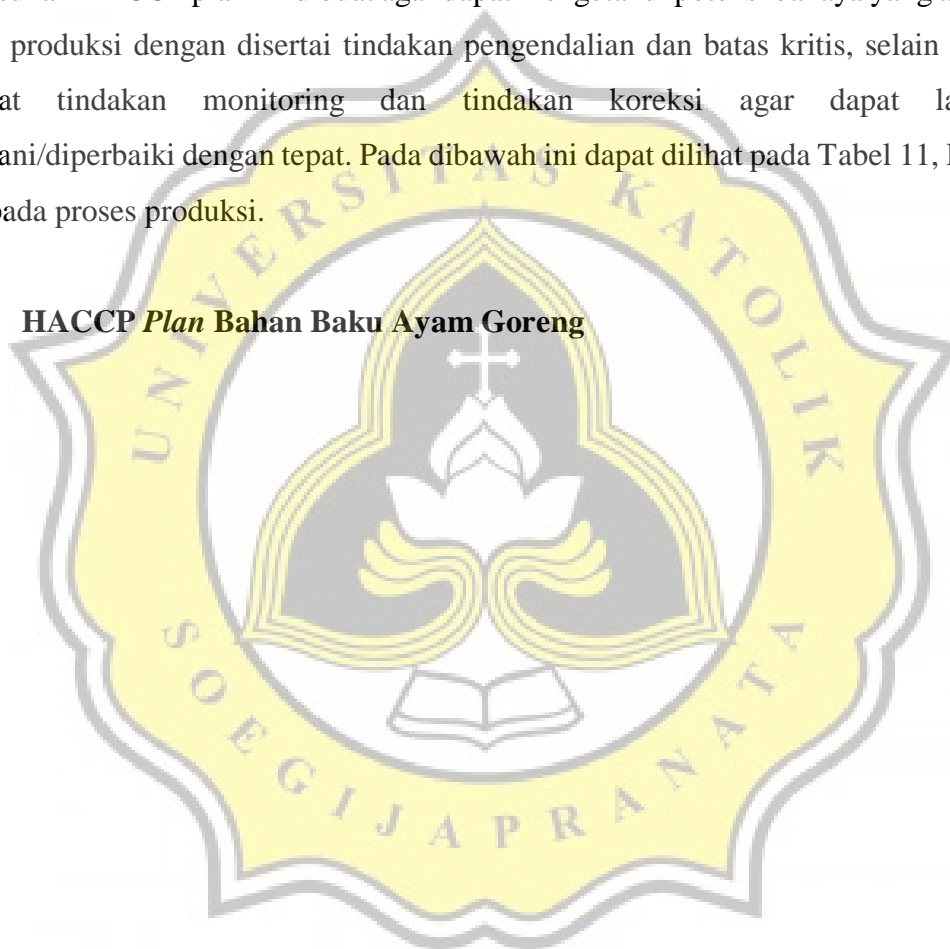 produksi dengan disertai tindakan pengendalian dan batas kritis, selain
tindakan monitoring dan tindakan koreksi agar dapat
dengan tepat. Pada dibawah ini dapat dilihat pada Tabel 11,
pada proses produksi.
HACCP Plan Bahan Baku Ayam Goreng
UNIVERSITAS KATOLIK
SOEGIJAPRANATA